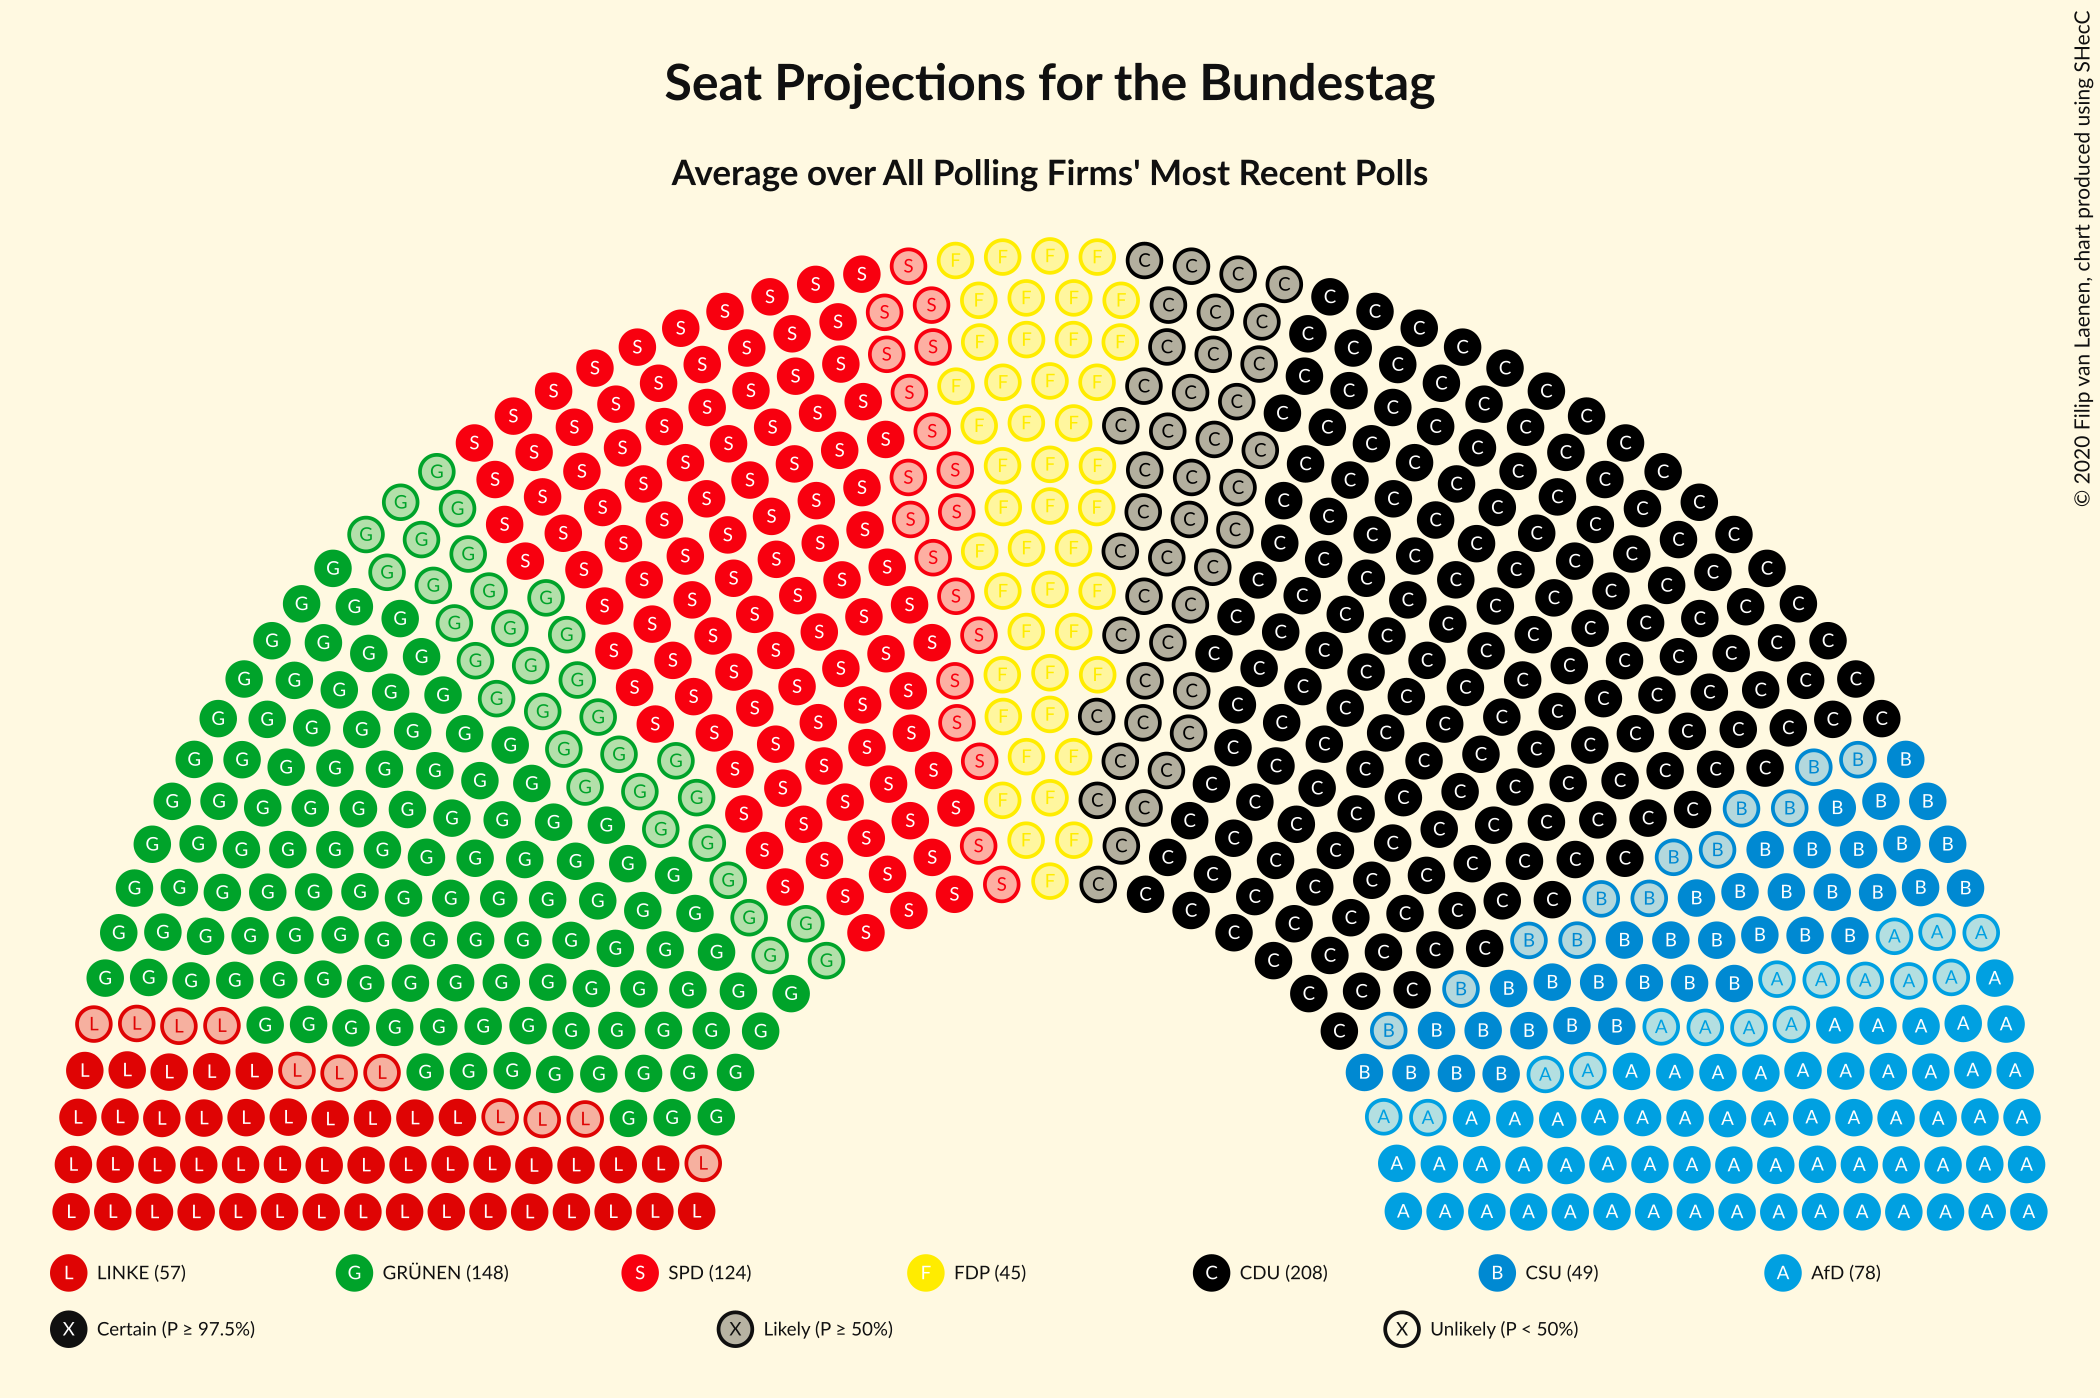 Seat Projections for the Bundestag
Average over All Polling Firms' Most Recent Polls
© 2020 Filip van Laenen, chart produced using SHecC
L LINKE (57) G GRÜNEN (148) S SPD (124) F FDP (45) C CDU (208) B CSU (49) A AfD (78)
X Certain (P ≥ 97.5%) X Likely (P ≥ 50%) X Unlikely (P < 50%)